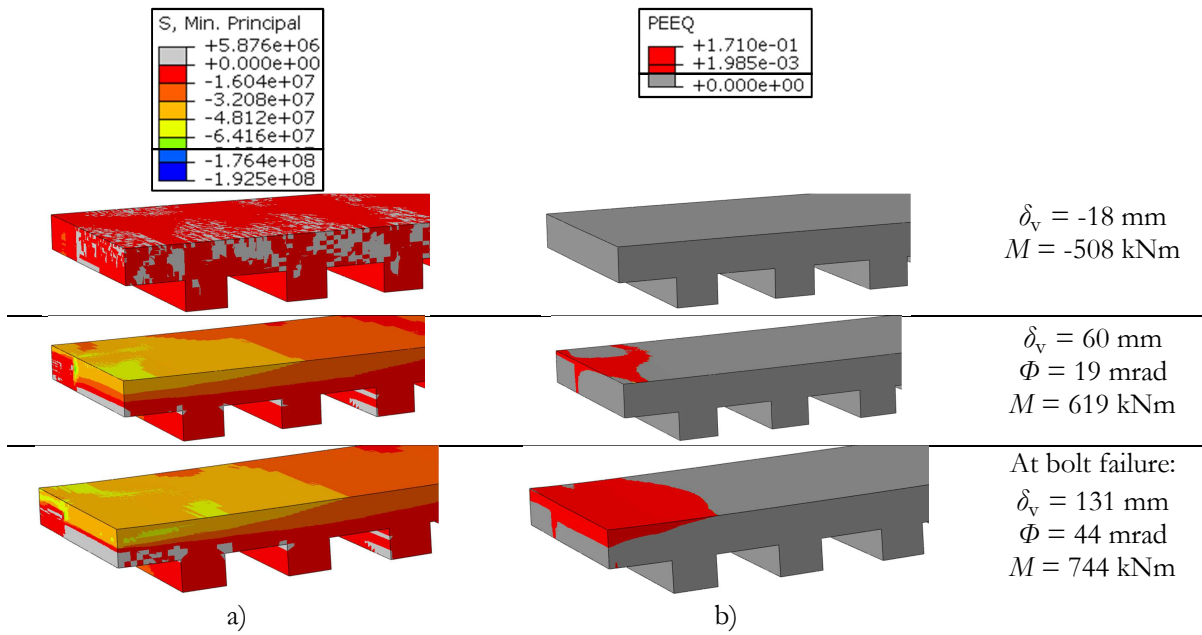 S, Min. Principal
+5.876e+06
+0.000e+00
-1.604e+07
-3.208e+07
-4.812e+07
-6.416e+07
-1.764e+08
-1.925e+08
PEEQ
+1.710e-01
+1.985e-03
+0.000e+00
δv = -18 mm
M = -508 kNm
δv = 60 mm
Φ = 19 mrad
M = 619 kNm
At bolt failure:
δv = 131 mm
Φ = 44 mrad
M = 744 kNm
a)
b)